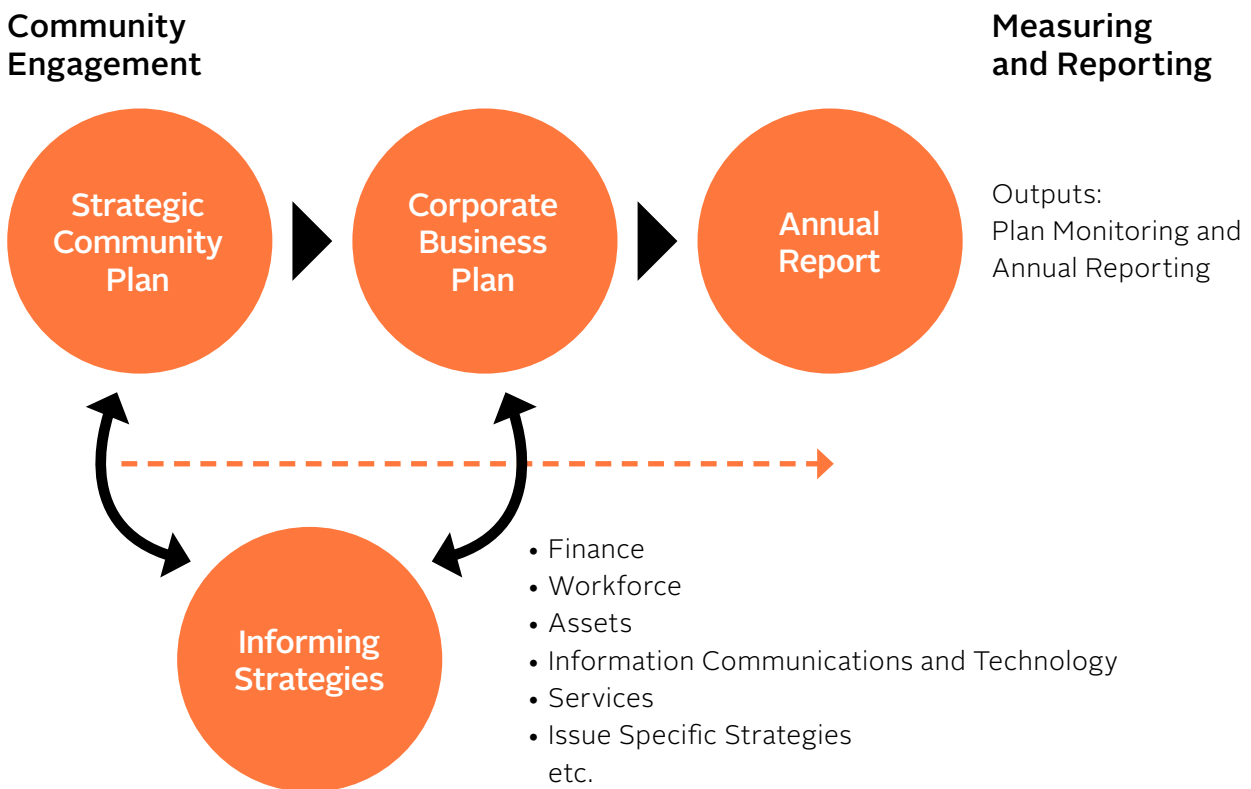 Community
Engagement
Measuring
and Reporting
Strategic
Community
Plan
Corporate
Business
Plan
Annual
Report
Outputs:
Plan Monitoring and
Annual Reporting
Informing
Strategies
• Finance
• Workforce
• Assets
• Information Communications and Technology
• Services
• Issue Specific Strategies
etc.